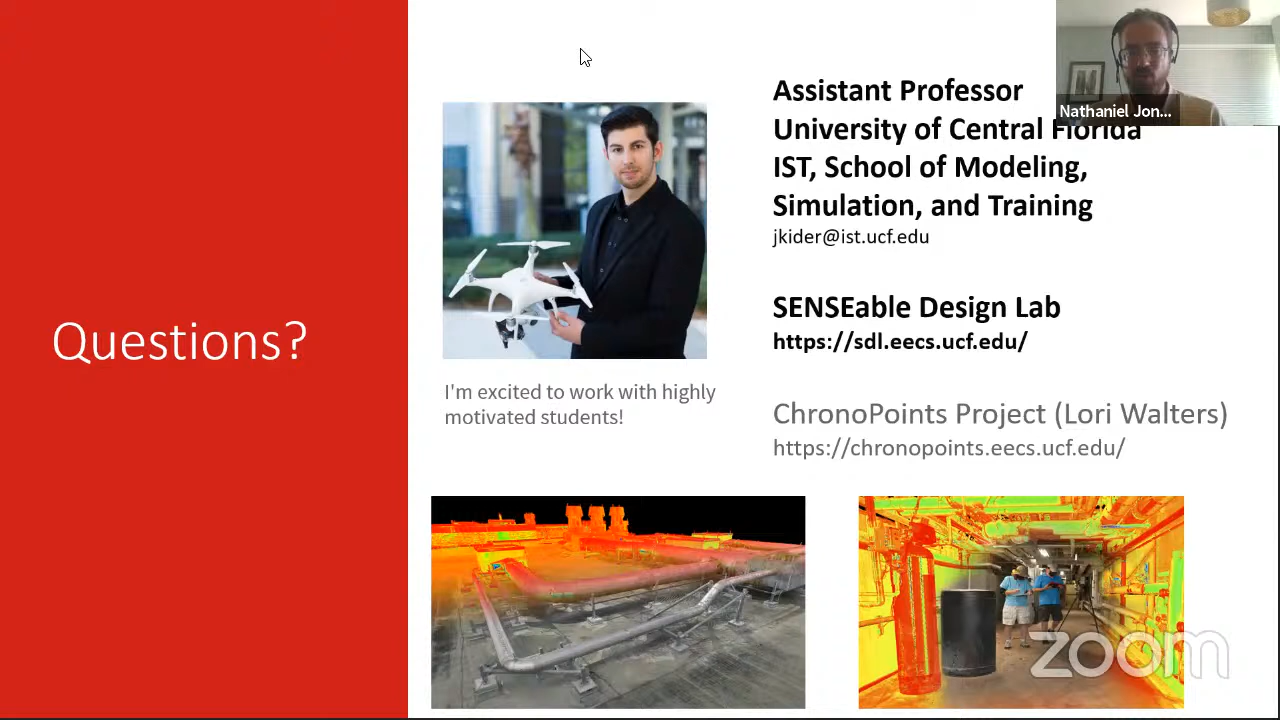 Questions?
Assistant Professor
University of Central Florida
IST, School of Modeling,
Simulation, and Training
jkider@ist.ucf.edu
SENSEable Design Lab
https://sdl.eecs.ucf.edu/
ChronoPoints Project (Lori Walters)
https://chronopoints.eecs.ucf.edu/
I'm excited to work with highly
motivated students!
Nathaniel Jon...
zoom